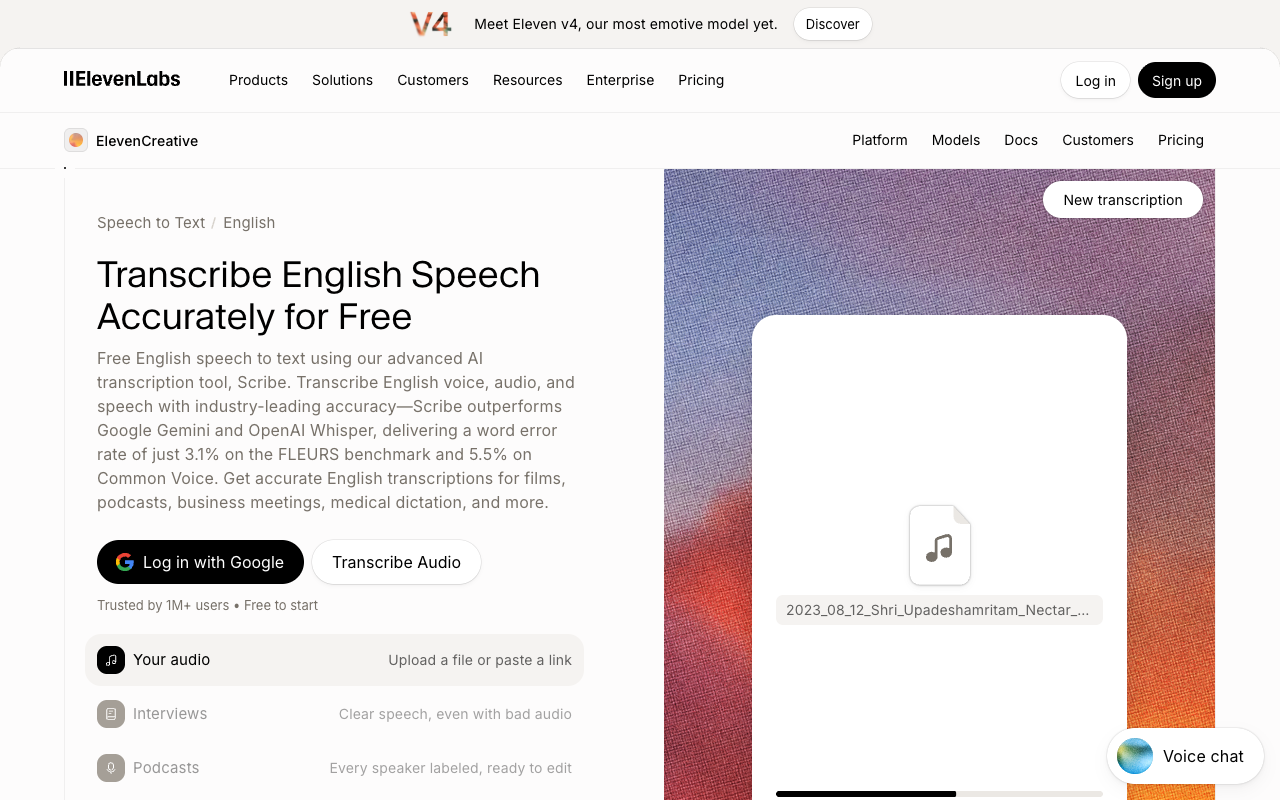 V4 Meet Eleven v4, our most emotive model yet. Discover
IIElevenLabs Products Solutions Customers Resources Enterprise Pricing Log in Sign up
ElevenCreative Platform Models Docs Customers Pricing
New transcription
Speech to Text / English
Transcribe English Speech
Accurately for Free
Free English speech to text using our advanced AI
transcription tool, Scribe. Transcribe English voice, audio, and
speech with industry-leading accuracy—Scribe outperforms
Google Gemini and OpenAI Whisper, delivering a word error
rate of just 3.1% on the FLEURS benchmark and 5.5% on
Common Voice. Get accurate English transcriptions for films,
podcasts, business meetings, medical dictation, and more.
Log in with Google Transcribe Audio
Trusted by 1M+ users • Free to start
Your audio Upload a file or paste a link
Interviews Clear speech, even with bad audio
Podcasts Every speaker labeled, ready to edit
2023_08_12_Shri_Upadeshamritam_Nectar_...
Voice chat